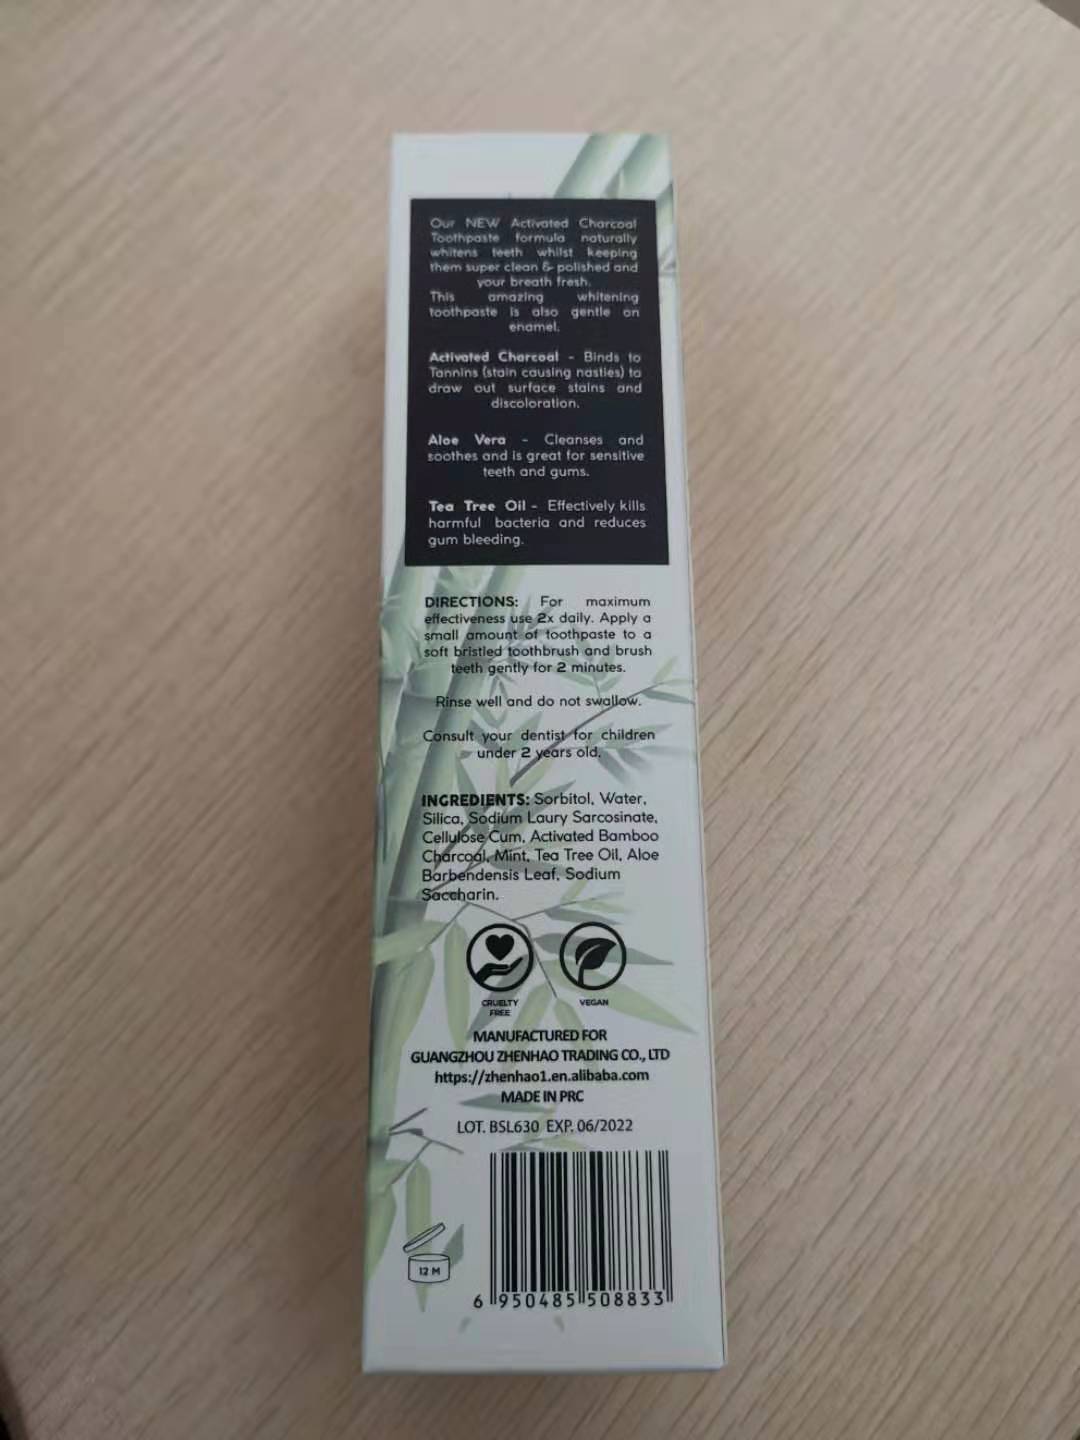 Our NEW Activated Charcoal
Toothpaste formula naturally
whitens teeth whilst keeping
them super clean & polished and
your breath fresh.
This amazing whitening
toothpaste is also gentle on
enamel.
Activated Charcoal - Binds to
Tannins (stain causing nasties) to
draw out surface stains and
discoloration.
Aloe Vera - Cleanses and
soothes and is great for sensitive
teeth and gums.
Tea Tree Oil - Effectively kills
harmful bacteria and reduces
gum bleeding.
DIRECTIONS: For maximum
effectiveness use 2x daily. Apply a
small amount of toothpaste to a
soft bristled toothbrush and brush
teeth gently for 2 minutes.
Rinse well and do not swallow.
Consult your dentist for children
under 2 years old.
INGREDIENTS: Sorbitol, Water,
Silica, Sodium Laury Sarcosinate,
Cellulose Cum, Activated Bamboo
Charcoal, Mint, Tea Tree Oil, Aloe
Barbendensis Leaf, Sodium
Saccharin.
CRUELTY
FREE
VEGAN
MANUFACTURED FOR
GUANGZHOU ZHENHAO TRADING CO., LTD
https://zhenhao1.en.alibaba.com
MADE IN PRC
LOT. BSL630 EXP. 06/2022
12 M
6 950485 508833